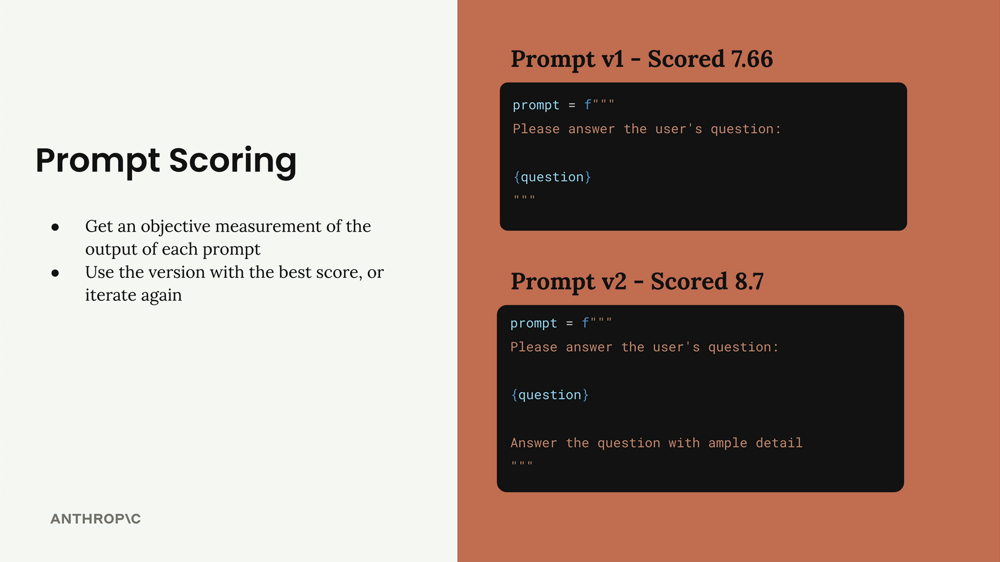 Prompt Scoring
● Get an objective measurement of the
output of each prompt
● Use the version with the best score, or
iterate again
ANTHROP\C
Prompt v1 - Scored 7.66
prompt = f"""
Please answer the user's question:
{question}
"""
Prompt v2 - Scored 8.7
prompt = f"""
Please answer the user's question:
{question}
Answer the question with ample detail
"""